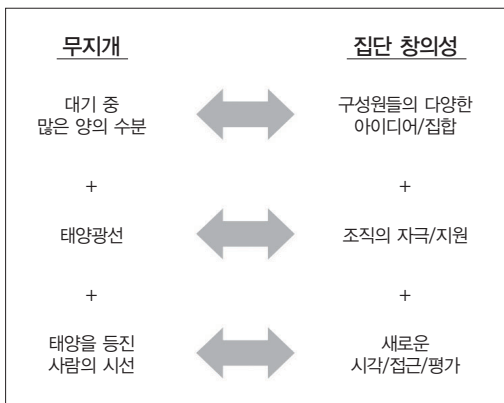 무지개
집단 창의성
대기 중
많은 양의 수분
구성원들의 다양한
아이디어/집합
+
+
태양광선
조직의 자극/지원
+
+
태양을 등진
사람의 시선
새로운
시각/접근/평가